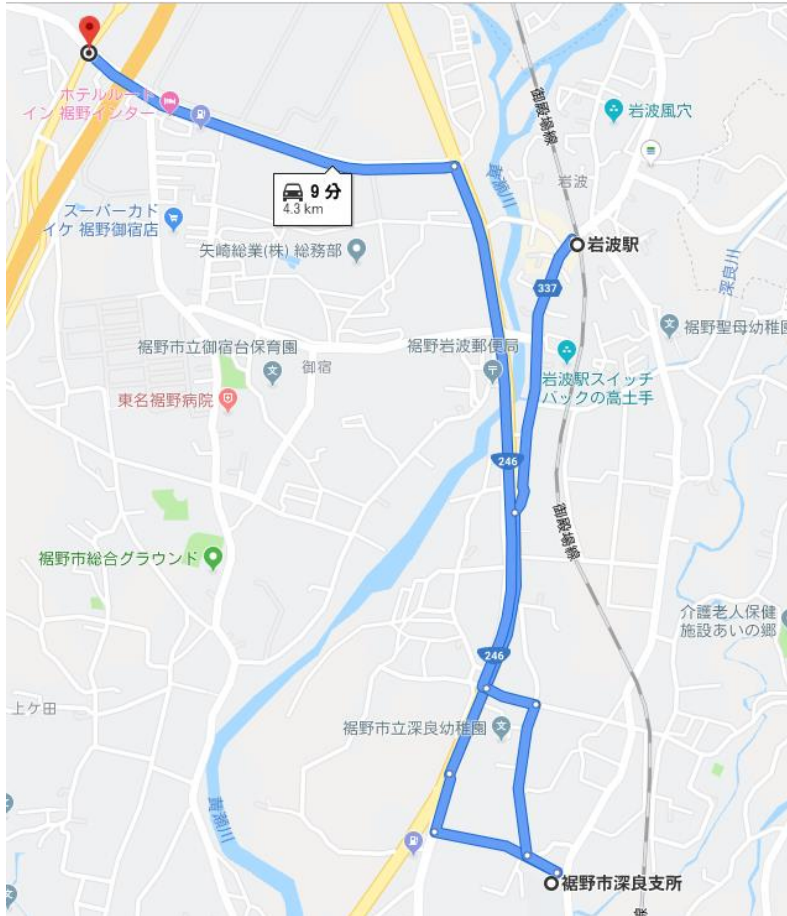 ホテルルート
イン 裾野インター
9 分
4.3 km
スーパーカド
イケ 裾野御宿店
矢崎総業(株) 総務部
御殿場線
岩波風穴
黄瀬川
岩波
岩波駅
深良川
337
裾野聖母幼稚園
裾野市立御宿台保育園
御宿
裾野岩波郵便局
岩波駅スイッチ
バックの高土手
東名裾野病院
246
御殿場線
裾野市総合グラウンド
介護老人保健
施設あいの郷
246
上ケ田
裾野市立深良幼稚園
黄瀬川
裾野市深良支所